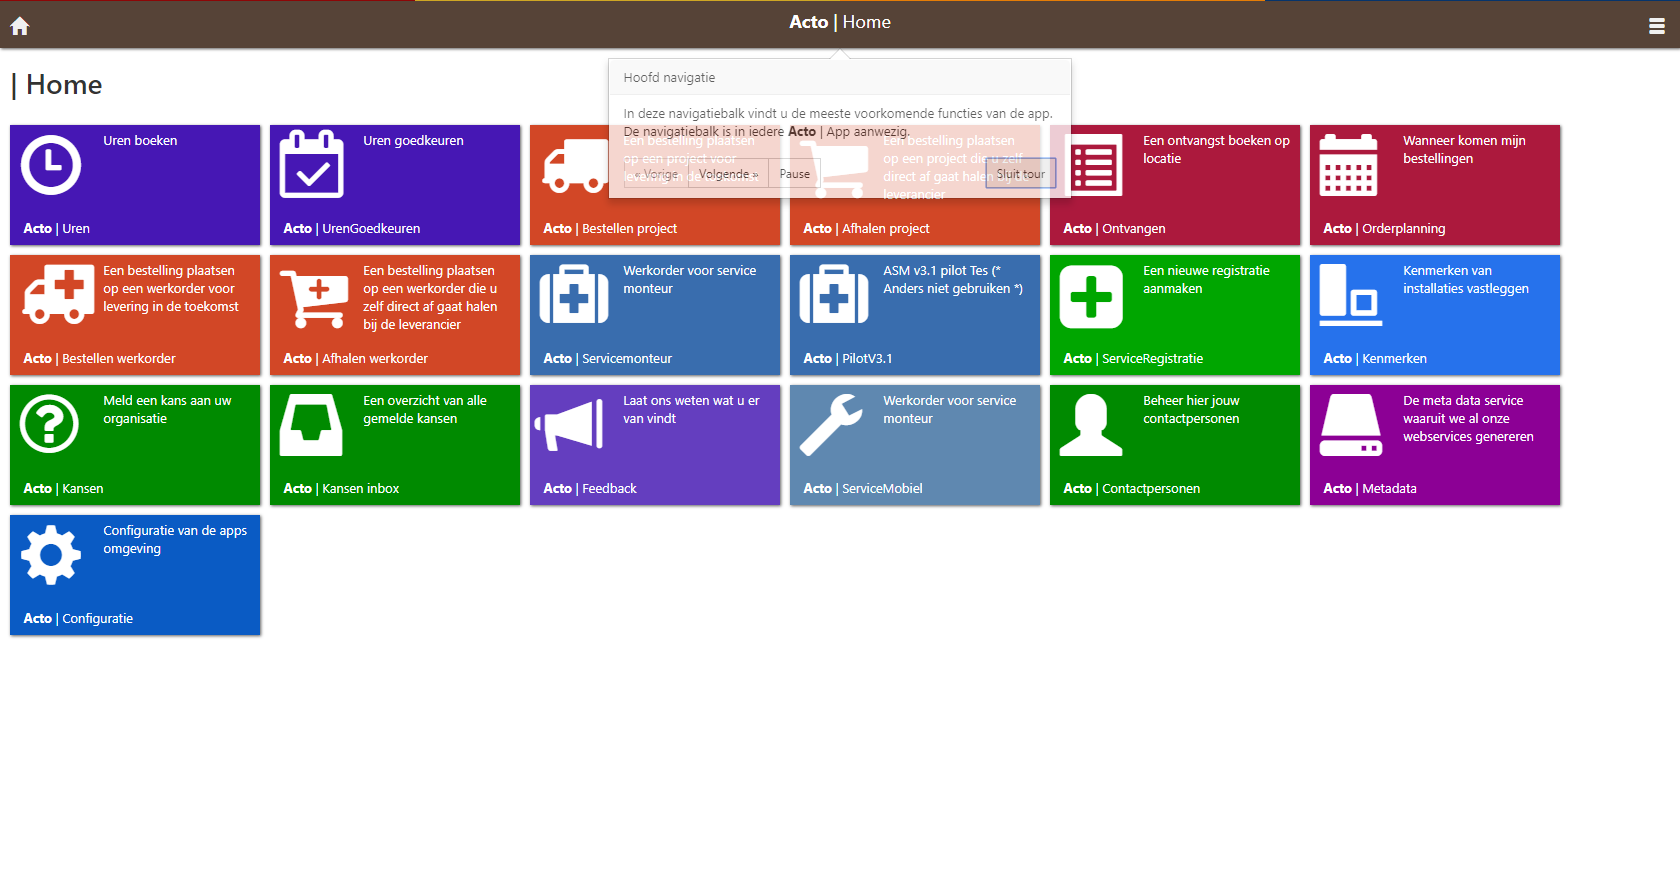 Acto | Home
| Home
Hoofd navigatie
In deze navigatiebalk vindt u de meeste voorkomende functies van de app.
De navigatiebalk is in iedere Acto | App aanwezig.
« Vorige
Volgende »
Pause
Sluit tour
Uren boeken
Acto | Uren
Uren goedkeuren
Acto | UrenGoedkeuren
Een bestelling plaatsen
op een project voor
levering in de toekomst
Acto | Bestellen project
Een bestelling plaatsen
op een project die u zelf
direct af gaat halen bij de
leverancier
Acto | Afhalen project
Een ontvangst boeken op
locatie
Acto | Ontvangen
Wanneer komen mijn
bestellingen
Acto | Orderplanning
Een bestelling plaatsen
op een werkorder voor
levering in de toekomst
Acto | Bestellen werkorder
Een bestelling plaatsen
op een werkorder die u
zelf direct af gaat halen
bij de leverancier
Acto | Afhalen werkorder
Werkorder voor service
monteur
Acto | Servicemonteur
ASM v3.1 pilot Tes (*
Anders niet gebruiken *)
Acto | PilotV3.1
Een nieuwe registratie
aanmaken
Acto | ServiceRegistratie
Kenmerken van
installaties vastleggen
Acto | Kenmerken
Meld een kans aan uw
organisatie
Acto | Kansen
Een overzicht van alle
gemelde kansen
Acto | Kansen inbox
Laat ons weten wat u er
van vindt
Acto | Feedback
Werkorder voor service
monteur
Acto | ServiceMobiel
Beheer hier jouw
contactpersonen
Acto | Contactpersonen
De meta data service
waaruit we al onze
webservices genereren
Acto | Metadata
Configuratie van de apps
omgeving
Acto | Configuratie